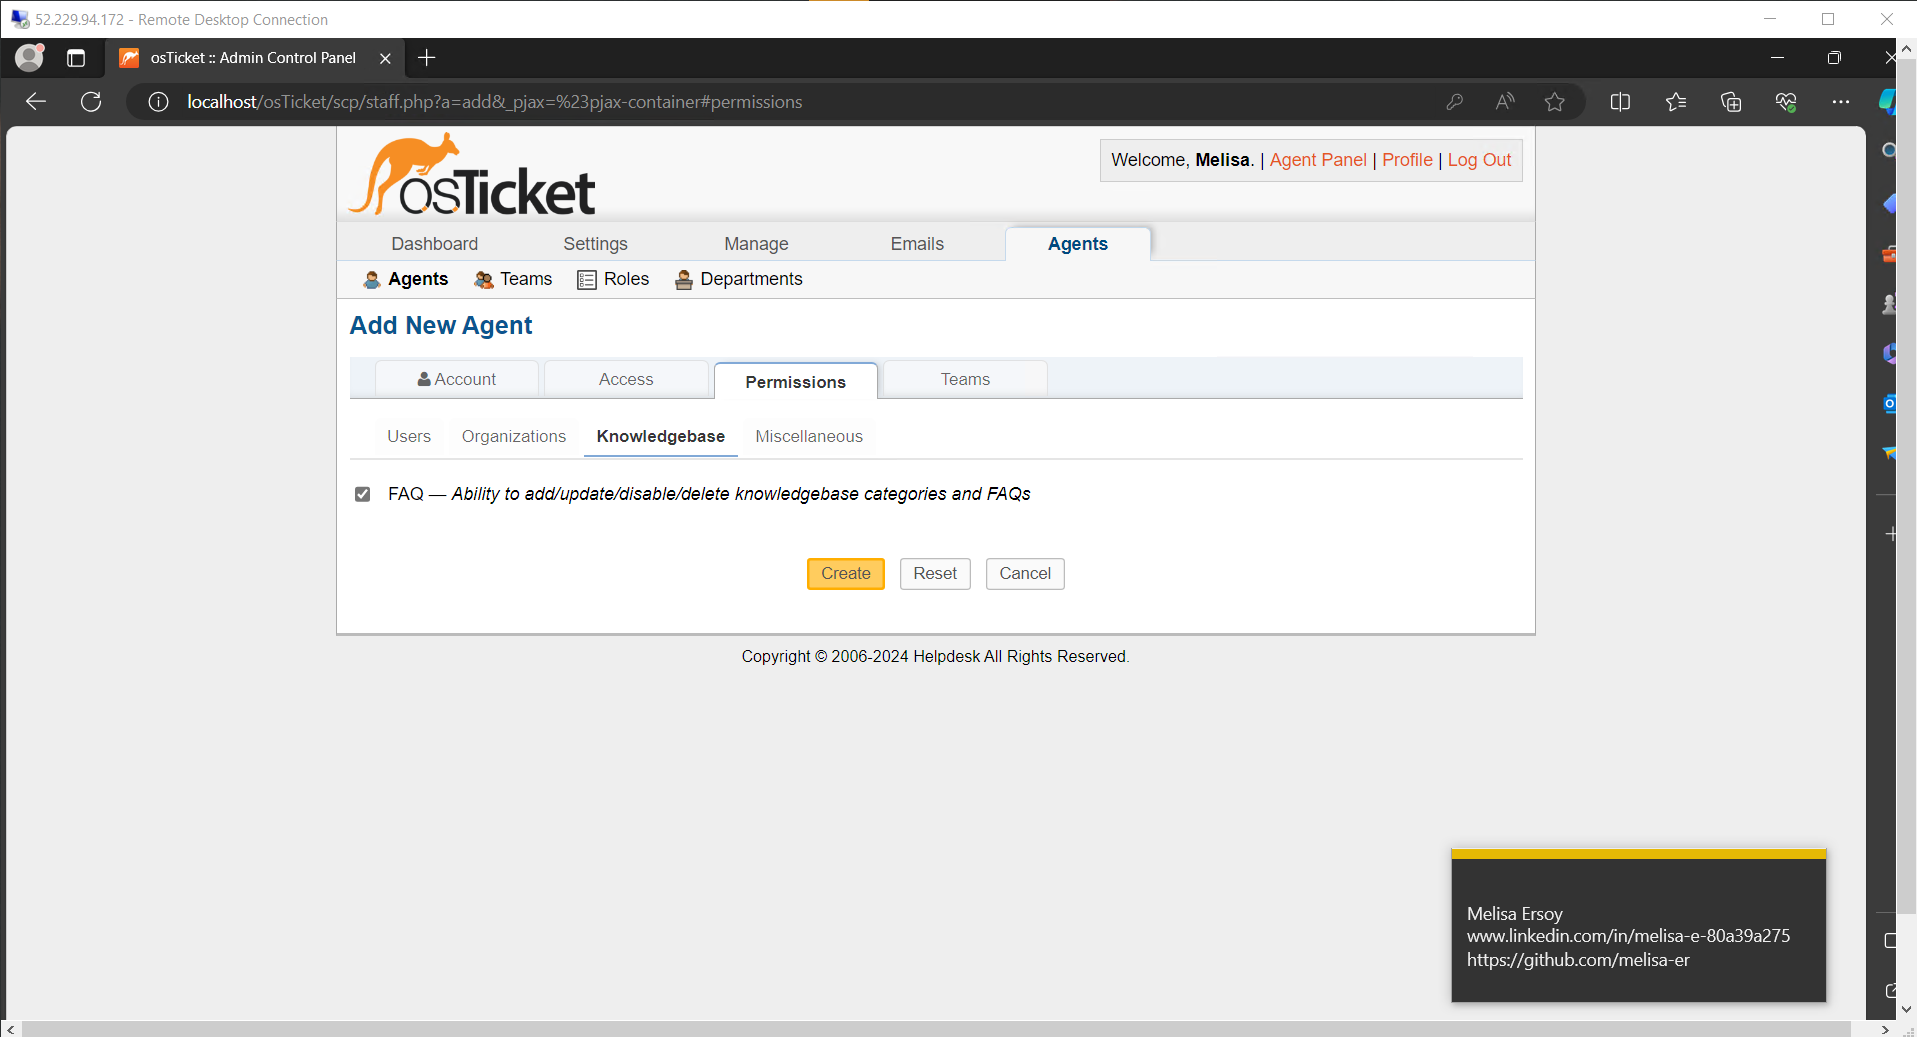 52.229.94.172 - Remote Desktop Connection
osTicket :: Admin Control Panel
localhost/osTicket/scp/staff.php?a=add&_pjax=%23pjax-container#permissions
osTicket
Welcome, Melisa. | Agent Panel | Profile | Log Out
Dashboard Settings Manage Emails Agents
Agents Teams Roles Departments
Add New Agent
Account Access Permissions Teams
Users Organizations Knowledgebase Miscellaneous
FAQ — Ability to add/update/disable/delete knowledgebase categories and FAQs
Create Reset Cancel
Copyright © 2006-2024 Helpdesk All Rights Reserved.
Melisa Ersoy
www.linkedin.com/in/melisa-e-80a39a275
https://github.com/melisa-er